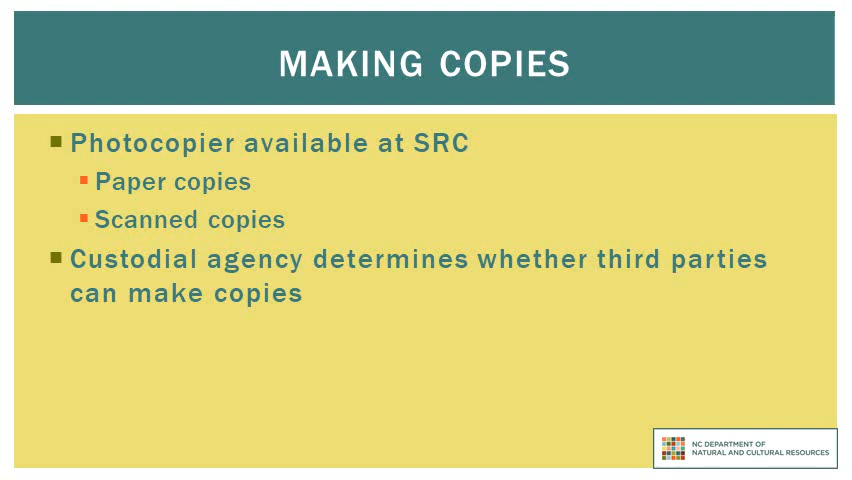 MAKING COPIES
Photocopier available at SRC
Paper copies
Scanned copies
Custodial agency determines whether third parties
can make copies
NC DEPARTMENT OF
NATURAL AND CULTURAL RESOURCES